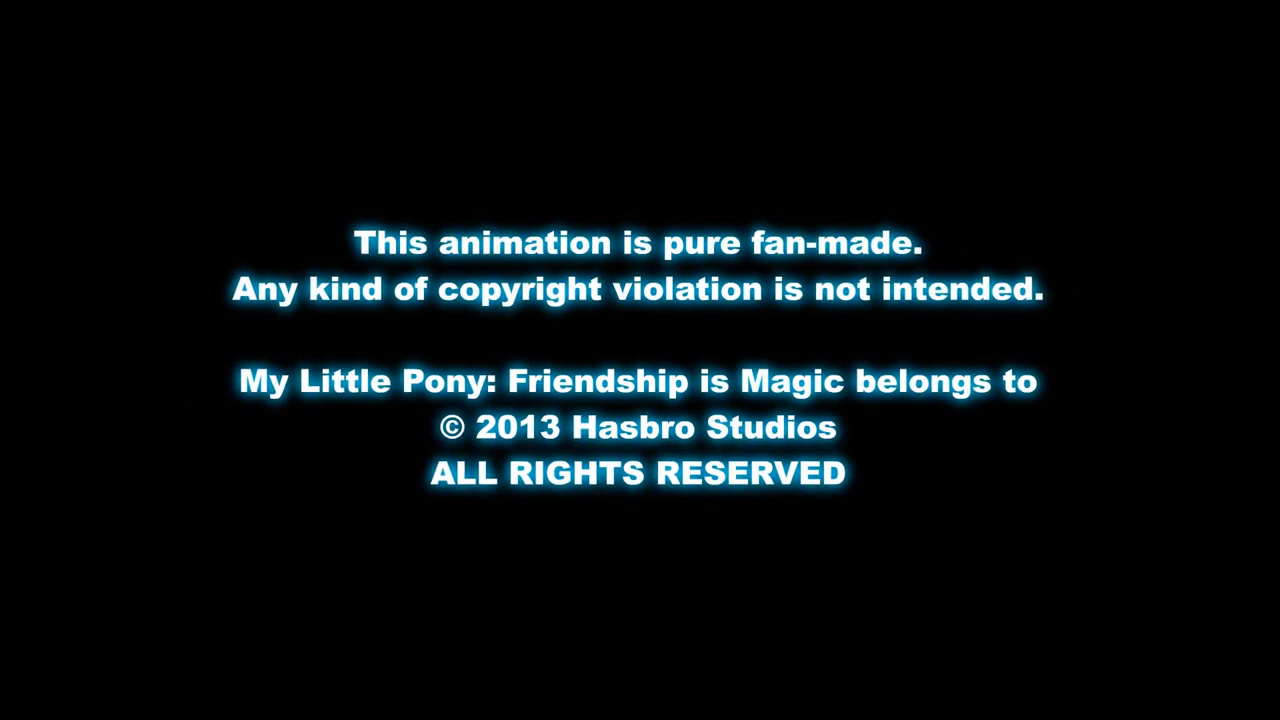 This animation is pure fan-made.
Any kind of copyright violation is not intended.
My Little Pony: Friendship is Magic belongs to
© 2013 Hasbro Studios
ALL RIGHTS RESERVED